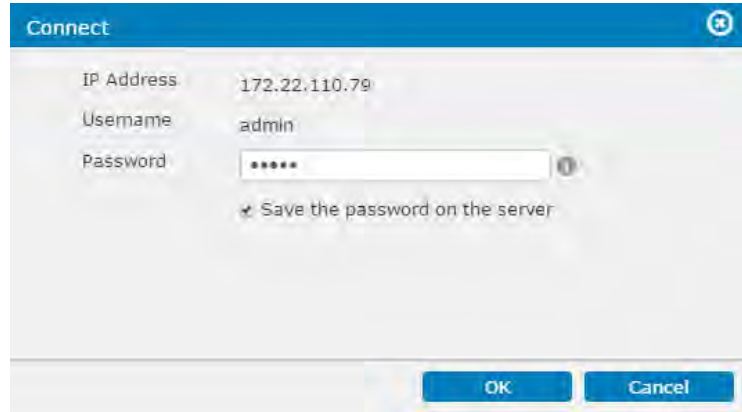 Connect
IP Address 172.22.110.79
Username admin
Password •••••
Save the password on the server
OK Cancel